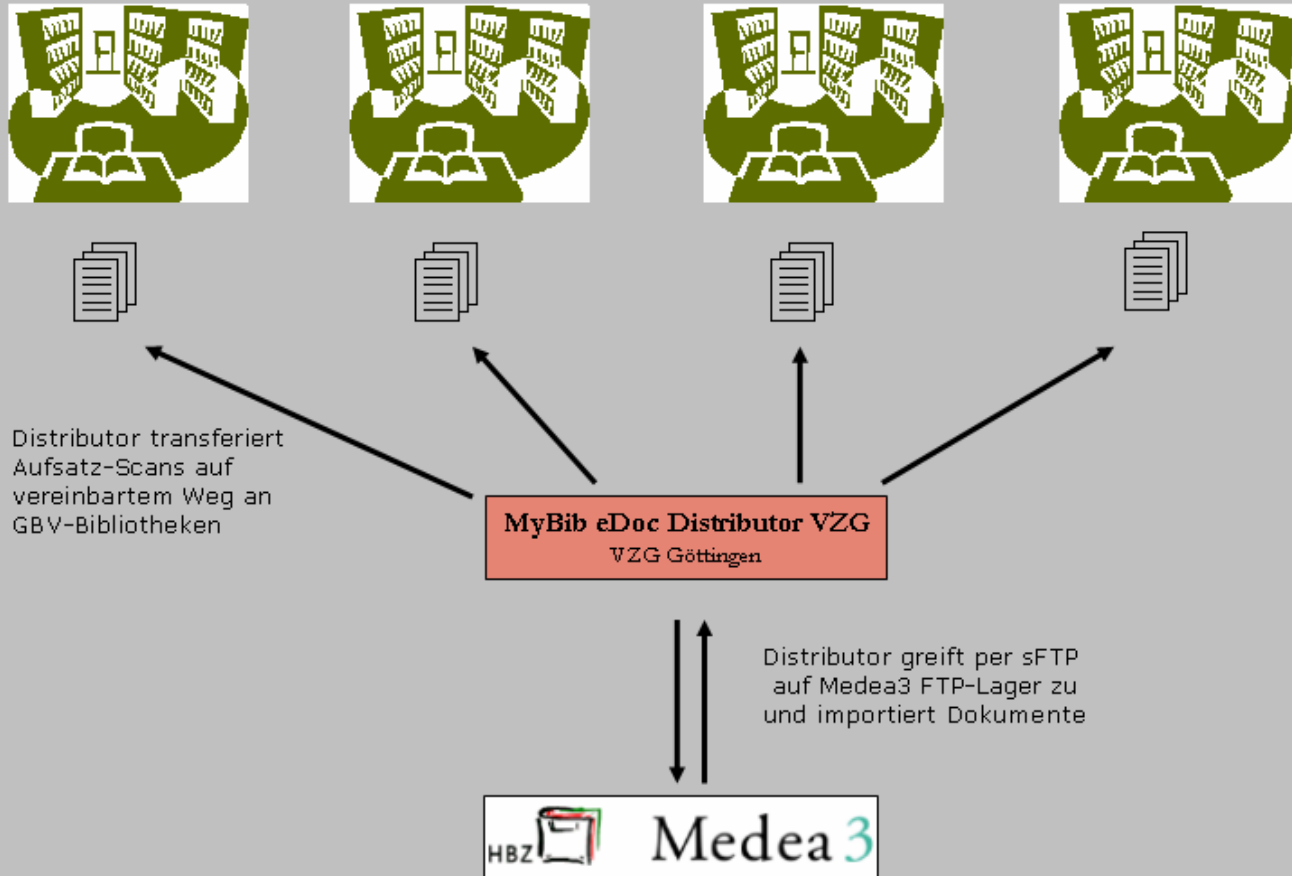 Distributor transferiert
Aufsatz-Scans auf
vereinbartem Weg an
GBV-Bibliotheken
MyBib eDoc Distributor VZG
VZG Göttingen
Distributor greift per sFTP
auf Medea3 FTP-Lager zu
und importiert Dokumente
HBZ Medea 3